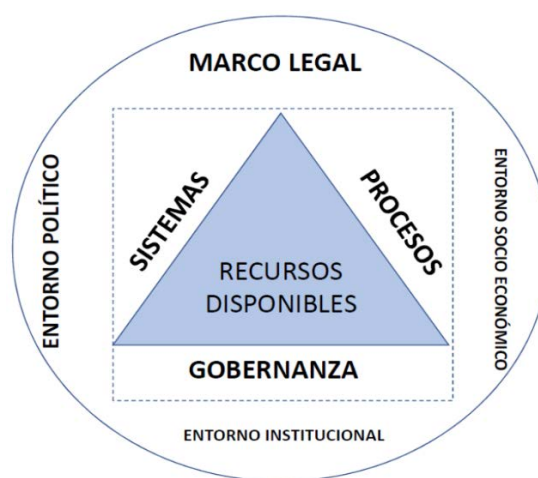 MARCO LEGAL
ENTORNO POLÍTICO
SISTEMAS
PROCESOS
ENTORNO SOCIO ECONÓMICO
RECURSOS
DISPONIBLES
GOBERNANZA
ENTORNO INSTITUCIONAL